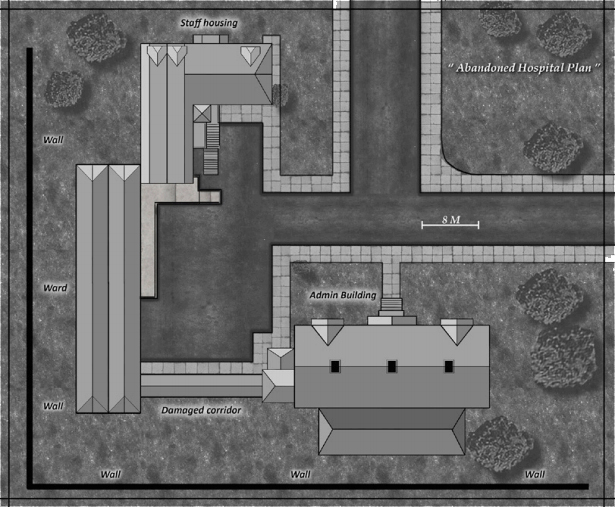 Staff housing
“ Abandoned Hospital Plan ”
Wall
8 M
Ward
Admin Building
Wall
Damaged corridor
Wall
Wall
Wall